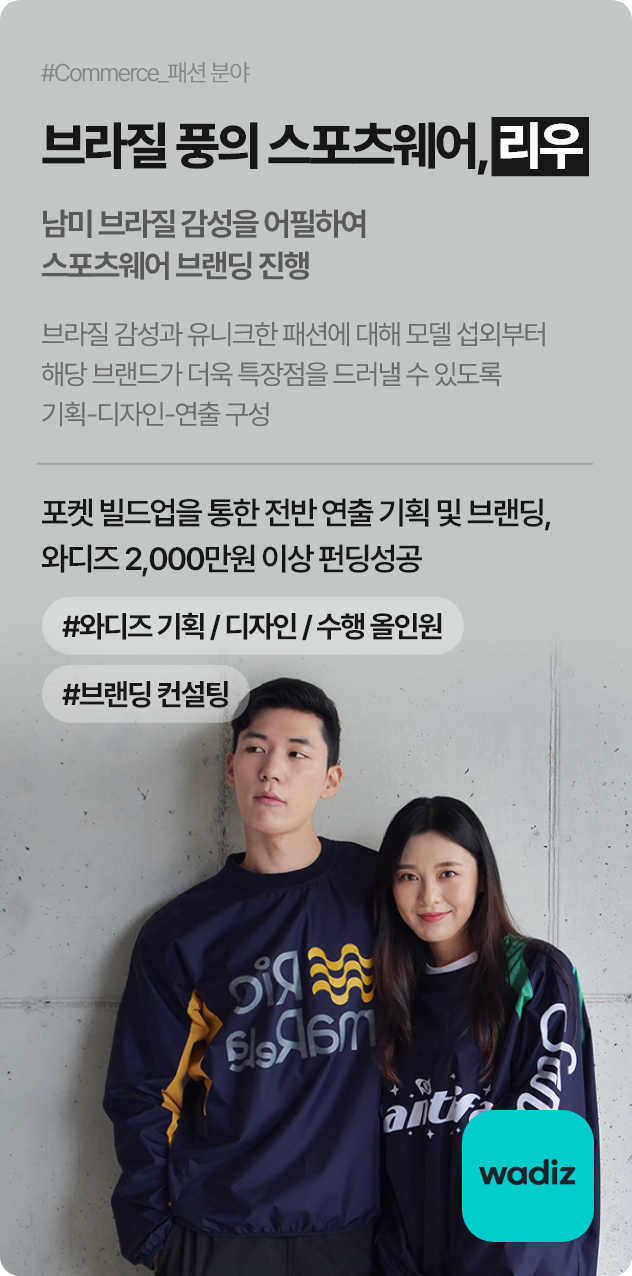 #Commerce_패션 분야
브라질 풍의 스포츠웨어, 리우
남미 브라질 감성을 어필하여
스포츠웨어 브랜딩 진행
브라질 감성과 유니크한 패션에 대해 모델 섭외부터
해당 브랜드가 더욱 특장점을 드러낼 수 있도록
기획-디자인-연출 구성
포켓 빌드업을 통한 전반 연출 기획 및 브랜딩,
와디즈 2,000만원 이상 펀딩성공
#와디즈 기획 / 디자인 / 수행 올인원
#브랜딩 컨설팅
Rio
maRela
wadiz